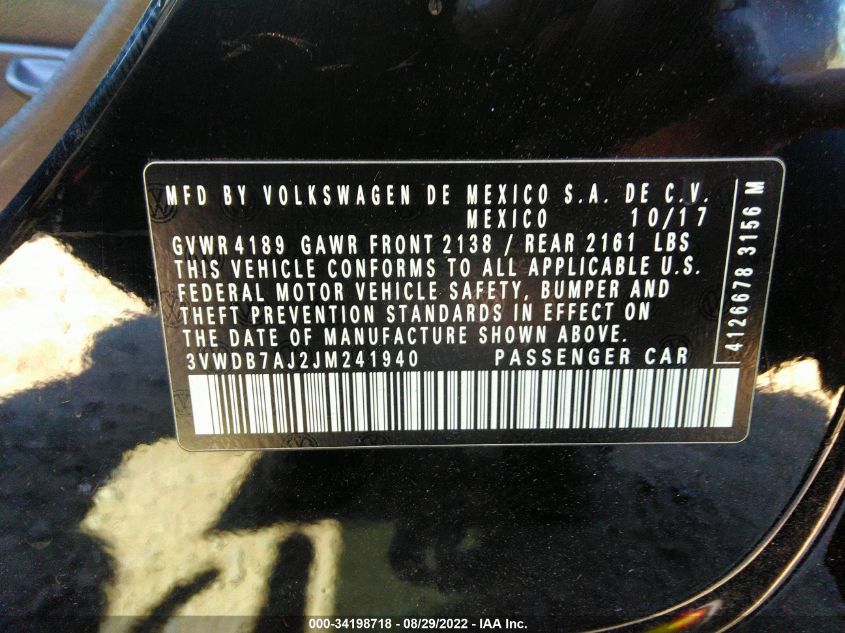 MFD BY VOLKSWAGEN DE MEXICO S.A. DE C.V.
MEXICO 10/17
GVWR 4189 GAWR FRONT 2138 / REAR 2161 LBS
THIS VEHICLE CONFORMS TO ALL APPLICABLE U.S.
FEDERAL MOTOR VEHICLE SAFETY, BUMPER AND
THEFT PREVENTION STANDARDS IN EFFECT ON
THE DATE OF MANUFACTURE SHOWN ABOVE.
3VWDB7AJ2JM241940 PASSENGER CAR
4126678 3156 M
000-34198718 - 08/29/2022 - IAA Inc.